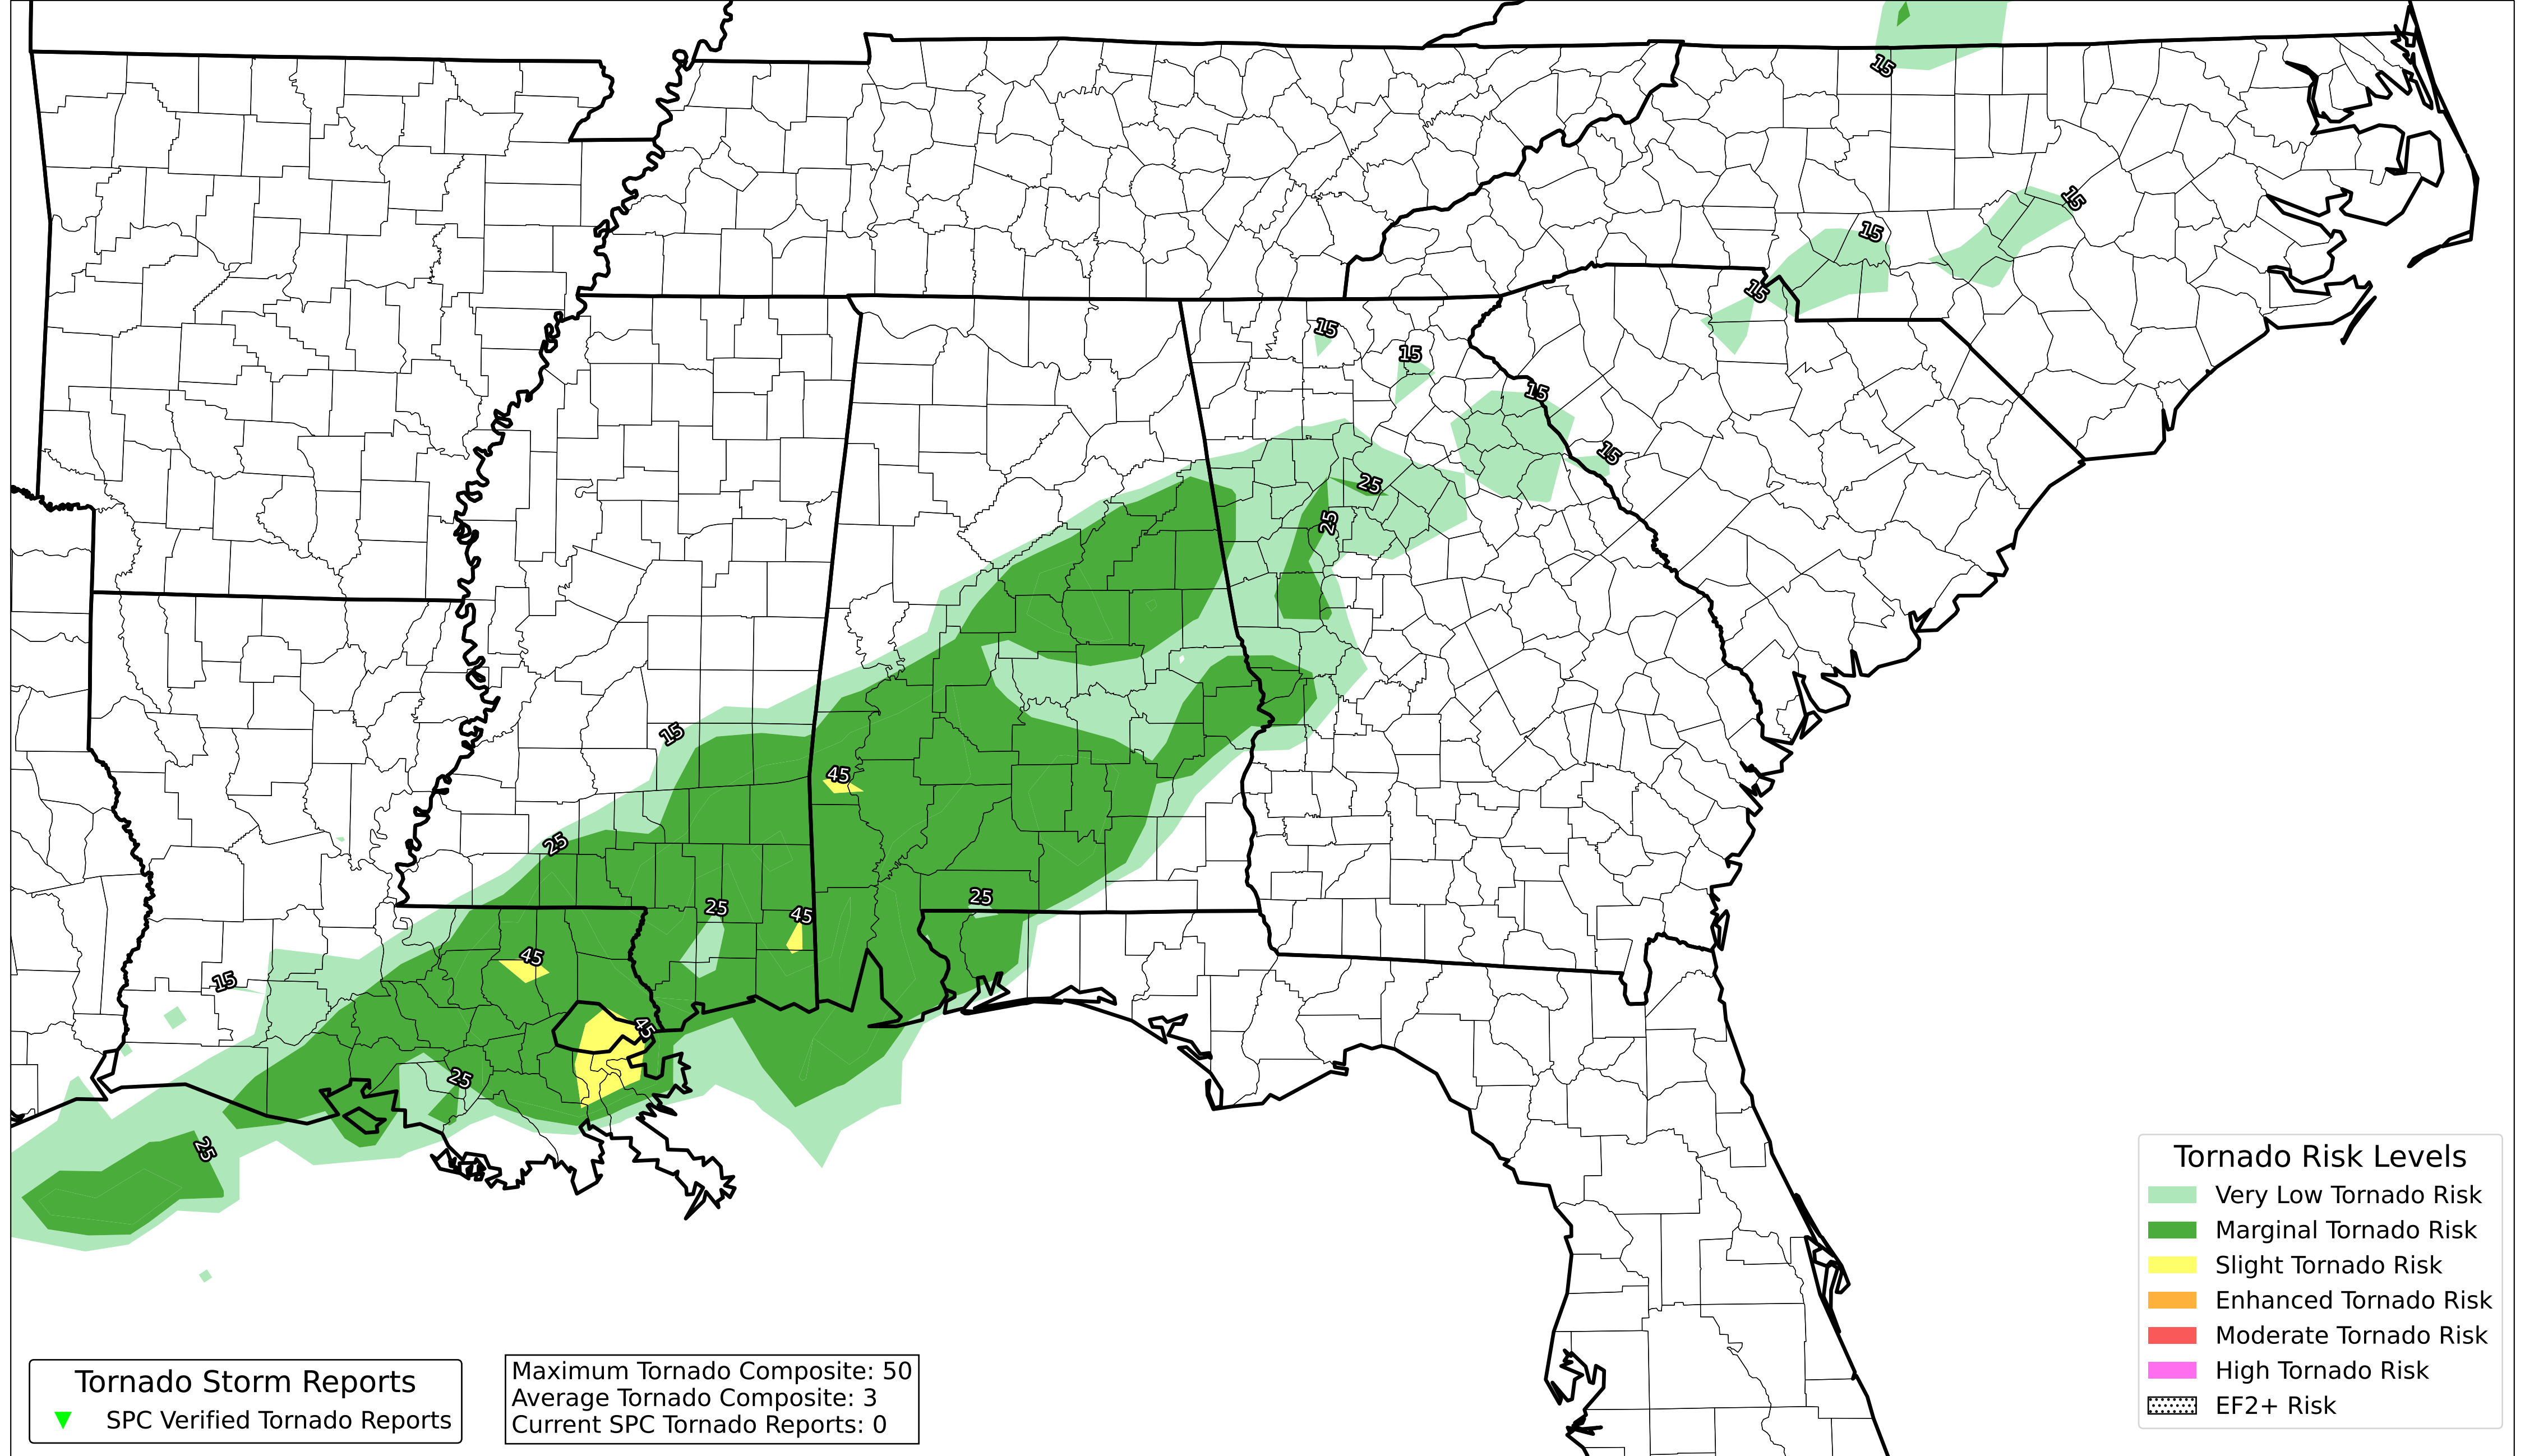 15
15
15
15
15
15
15
15
25
25
15
45
25
25
25
45
45
15
45
25
25
Tornado Risk Levels
Very Low Tornado Risk
Marginal Tornado Risk
Slight Tornado Risk
Enhanced Tornado Risk
Moderate Tornado Risk
High Tornado Risk
EF2+ Risk
Tornado Storm Reports
SPC Verified Tornado Reports
Maximum Tornado Composite: 50
Average Tornado Composite: 3
Current SPC Tornado Reports: 0